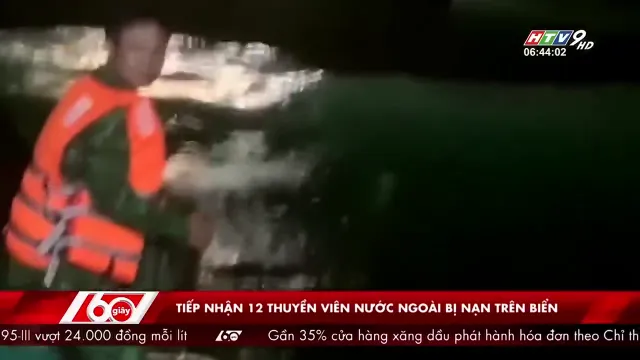 HTV9 HD
06:44:02
60 giây
TIẾP NHẬN 12 THUYỀN VIÊN NƯỚC NGOÀI BỊ NẠN TRÊN BIỂN
95-III vượt 24.000 đồng mỗi lít 60 Gần 35% cửa hàng xăng dầu phát hành hóa đơn theo Chỉ th